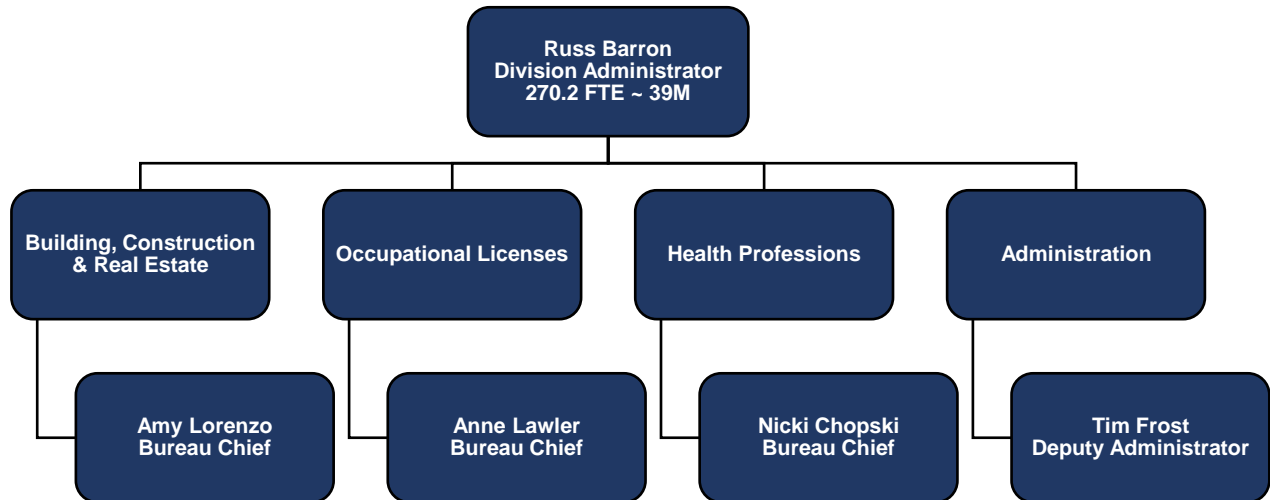 Russ Barron
Division Administrator
270.2 FTE ~ 39M
Building, Construction
& Real Estate
Occupational Licenses
Health Professions
Administration
Amy Lorenzo
Bureau Chief
Anne Lawler
Bureau Chief
Nicki Chopski
Bureau Chief
Tim Frost
Deputy Administrator